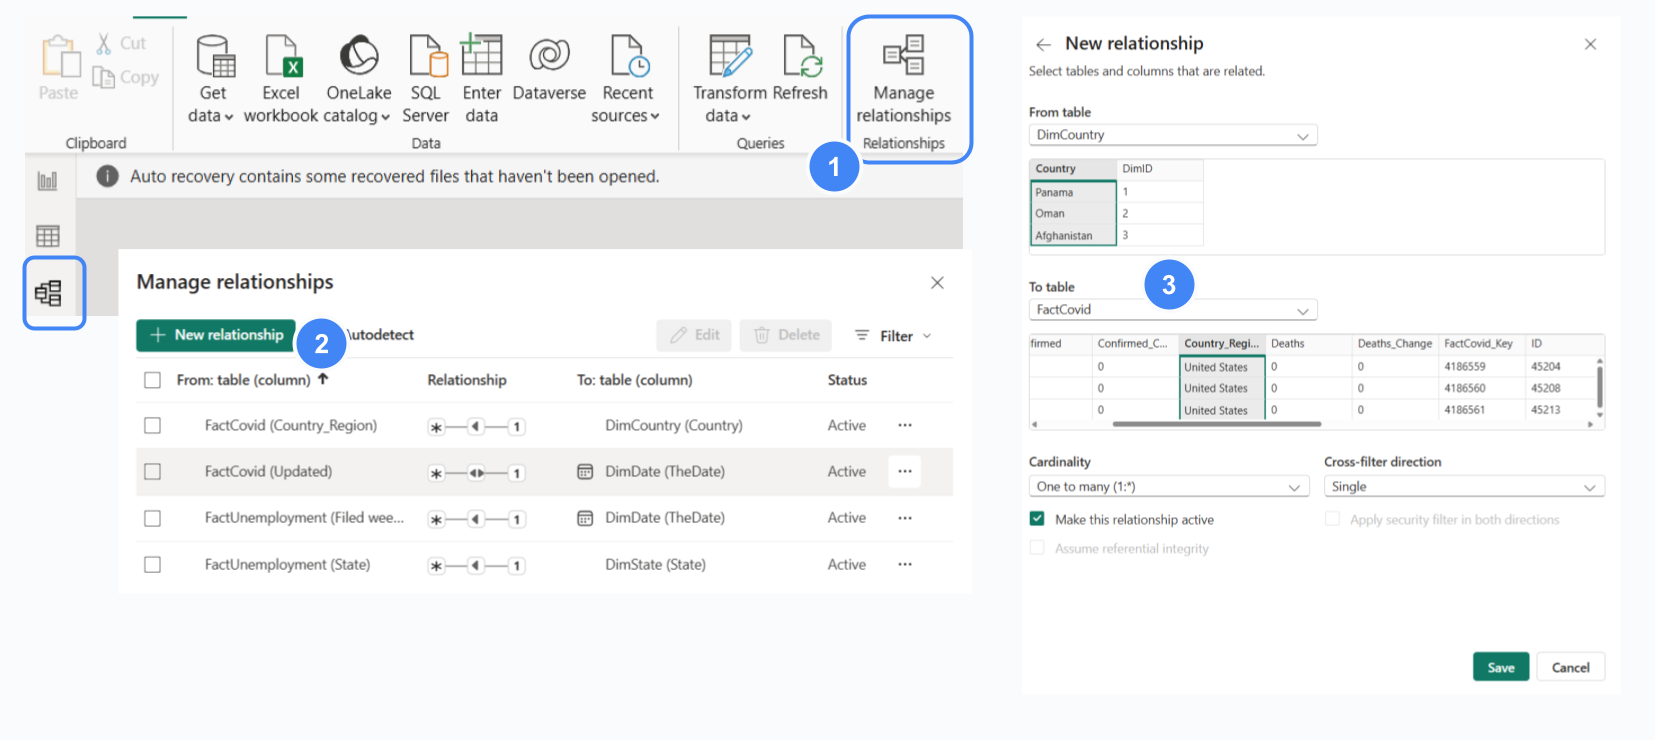 Paste
Cut
Copy
Clipboard
Get data
Excel workbook
OneLake catalog
SQL Server
Enter data
Dataverse
Recent sources
Data
Transform data
Refresh
Queries
Manage relationships
Relationships
1
Auto recovery contains some recovered files that haven't been opened.
Manage relationships
New relationship
2
utodetect
Edit
Delete
Filter
From: table (column) Relationship To: table (column) Status
FactCovid (Country_Region) * 1 DimCountry (Country) Active ...
FactCovid (Updated) * 1 DimDate (TheDate) Active ...
FactUnemployment (Filed wee... * 1 DimDate (TheDate) Active ...
FactUnemployment (State) * 1 DimState (State) Active ...
New relationship
Select tables and columns that are related.
From table
DimCountry
Country DimID
Panama 1
Oman 2
Afghanistan 3
To table
3
FactCovid
firmed Confirmed_C... Country_Regi... Deaths Deaths_Change FactCovid_Key ID
0 United States 0 0 4186559 45204
0 United States 0 0 4186560 45208
0 United States 0 0 4186561 45213
Cardinality
One to many (1:*)
Cross-filter direction
Single
Make this relationship active
Apply security filter in both directions
Assume referential integrity
Save
Cancel